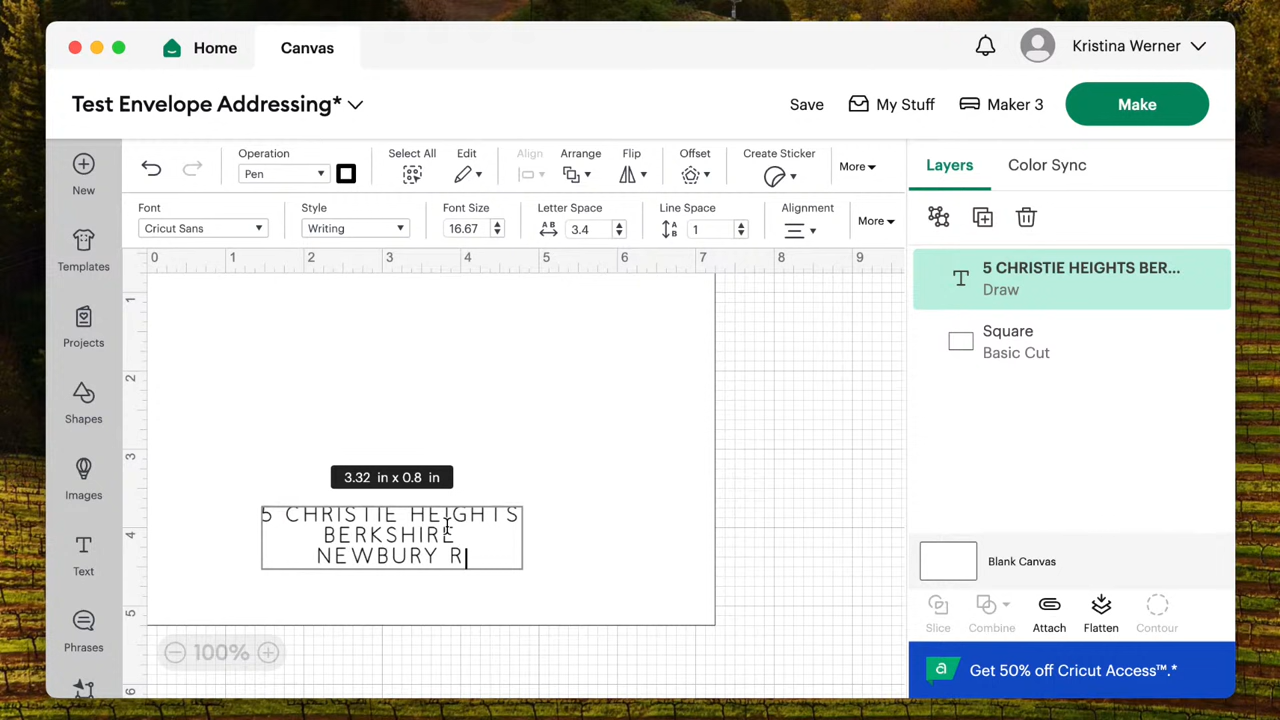 Home
Canvas
Kristina Werner
Test Envelope Addressing*
Save
My Stuff
Maker 3
Make
New
Templates
Projects
Shapes
Images
Text
Phrases
Operation
Pen
Select All
Edit
Align
Arrange
Flip
Offset
Create Sticker
More
Font
Cricut Sans
Style
Writing
Font Size
16.67
Letter Space
3.4
Line Space
1
Alignment
More
0 1 2 3 4 5 6 7 8 9
1
2
3
4
5
6
3.32 in x 0.8 in
5 CHRISTIE HEIGHTS
BERKSHIRE
NEWBURY R
100%
Layers
Color Sync
5 CHRISTIE HEIGHTS BER...
Draw
Square
Basic Cut
Blank Canvas
Slice
Combine
Attach
Flatten
Contour
a
Get 50% off Cricut Access™.*